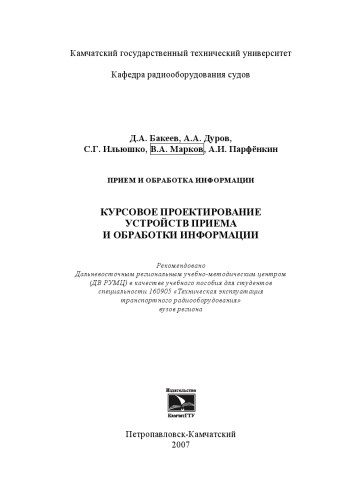 Камчатский государственный технический университет
Кафедра радиооборудования судов
Д.А. Бакеев, А.А. Дуров,
С.Г. Ильюшко, В.А. Марков, А.И. Парфёнкин
ПРИЕМ И ОБРАБОТКА ИНФОРМАЦИИ
КУРСОВОЕ ПРОЕКТИРОВАНИЕ
УСТРОЙСТВ ПРИЕМА
И ОБРАБОТКИ ИНФОРМАЦИИ
Рекомендовано
Дальневосточным региональным учебно-методическим центром
(ДВ РУМЦ) в качестве учебного пособия для студентов
специальности 160905 «Техническая эксплуатация
транспортного радиооборудования»
вузов региона
Издательство
КамчатГТУ
Петропавловск-Камчатский
2007